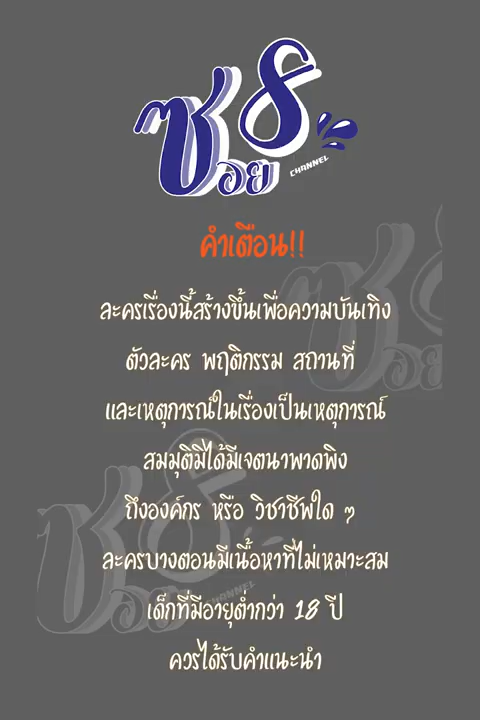 ซอย 8
CHANNEL
คำเตือน!!
ละครเรื่องนี้สร้างขึ้นเพื่อความบันเทิง
ตัวละคร พฤติกรรม สถานที่
และเหตุการณ์ในเรื่องเป็นเหตุการณ์
สมมุติมิได้มีเจตนาพาดพิง
ถึงองค์กร หรือ วิชาชีพใด ๆ
ละครบางตอนมีเนื้อหาที่ไม่เหมาะสม
เด็กที่มีอายุต่ำกว่า 18 ปี
ควรได้รับคำแนะนำ
ซอย 8
ซอย 8
CHANNEL